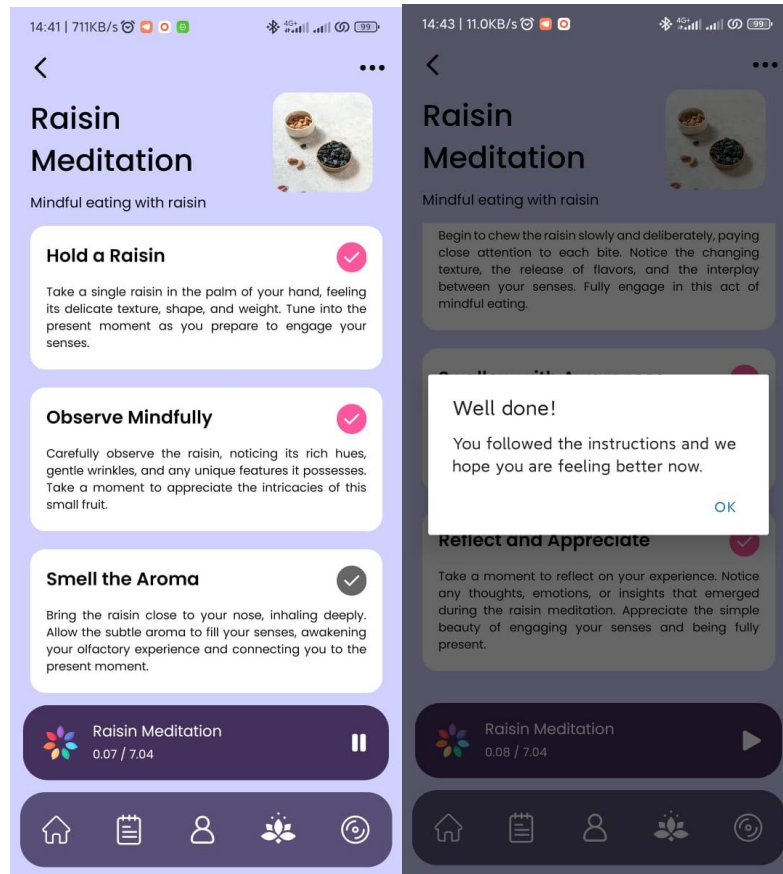 14:41 | 711KB/s
4G+
99
Raisin
Meditation
Mindful eating with raisin
Hold a Raisin
Take a single raisin in the palm of your hand, feeling
its delicate texture, shape, and weight. Tune into the
present moment as you prepare to engage your
senses.
Observe Mindfully
Carefully observe the raisin, noticing its rich hues,
gentle wrinkles, and any unique features it possesses.
Take a moment to appreciate the intricacies of this
small fruit.
Smell the Aroma
Bring the raisin close to your nose, inhaling deeply.
Allow the subtle aroma to fill your senses, awakening
your olfactory experience and connecting you to the
present moment.
Raisin Meditation
0.07 / 7.04
14:43 | 11.0KB/s
4G+
99
Raisin
Meditation
Mindful eating with raisin
Begin to chew the raisin slowly and deliberately, paying
close attention to each bite. Notice the changing
texture, the release of flavors, and the interplay
between your senses. Fully engage in this act of
mindful eating.
Well done!
You followed the instructions and we
hope you are feeling better now.
OK
Reflect and Appreciate
Take a moment to reflect on your experience. Notice
any thoughts, emotions, or insights that emerged
during the raisin meditation. Appreciate the simple
beauty of engaging your senses and being fully
present.
Raisin Meditation
0.08 / 7.04